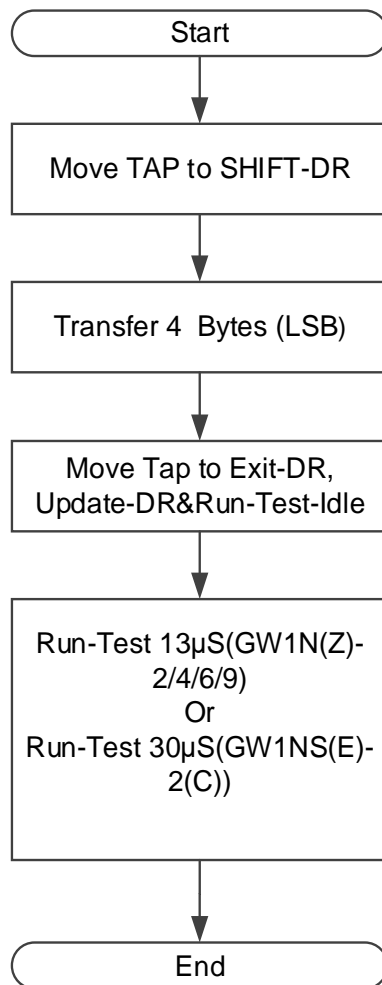 Start
Move TAP to SHIFT-DR
Transfer 4 Bytes (LSB)
Move Tap to Exit-DR,
Update-DR&Run-Test-Idle
Run-Test 13µS(GW1N(Z)-
2/4/6/9)
Or
Run-Test 30µS(GW1NS(E)-
2(C))
End